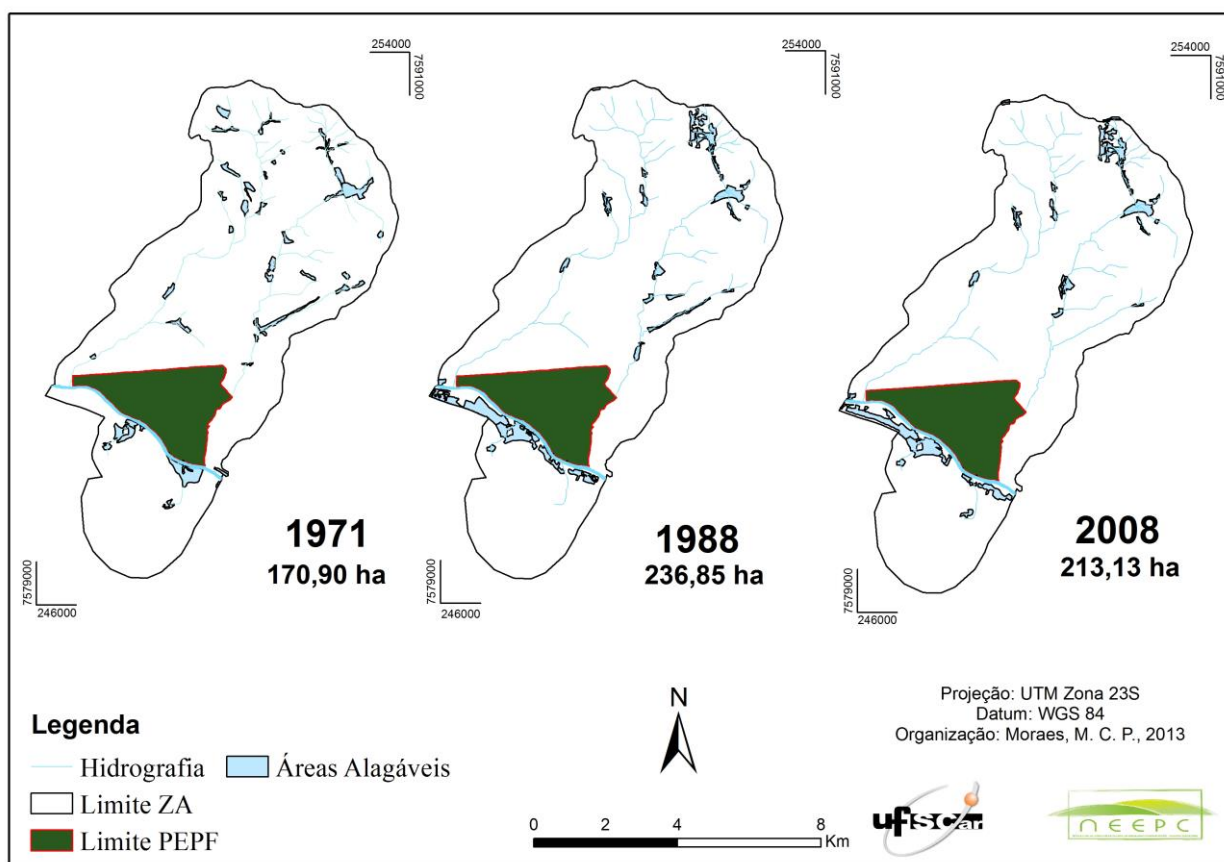 254000
7591000
254000
7591000
254000
7591000
1971
170,90 ha
1988
236,85 ha
2008
213,13 ha
7579000
246000
7579000
246000
7579000
246000
Legenda
Hidrografia
Áreas Alagáveis
Limite ZA
Limite PEPF
N
0 2 4 8
Km
Projeção: UTM Zona 23S
Datum: WGS 84
Organização: Moraes, M. C. P., 2013
ufscar
NEEPC